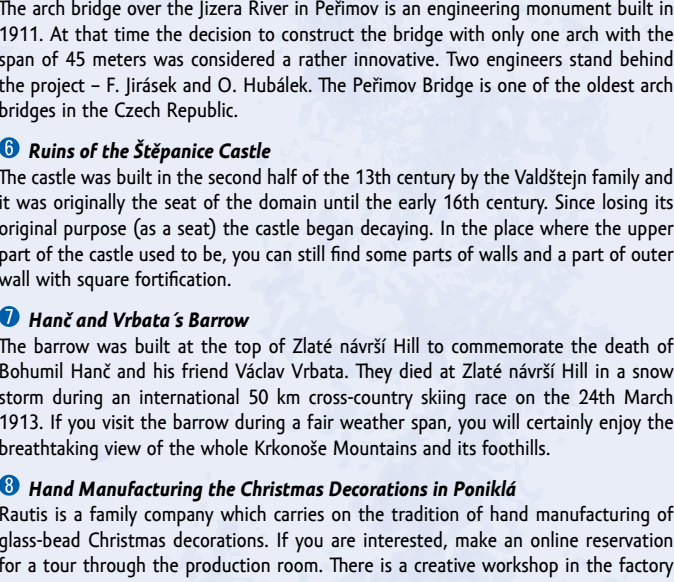 The arch bridge over the Jizera River in Peřimov is an engineering monument built in
1911. At that time the decision to construct the bridge with only one arch with the
span of 45 meters was considered a rather innovative. Two engineers stand behind
the project – F. Jirásek and O. Hubálek. The Peřimov Bridge is one of the oldest arch
bridges in the Czech Republic.
6 Ruins of the Štěpanice Castle
The castle was built in the second half of the 13th century by the Valdštejn family and
it was originally the seat of the domain until the early 16th century. Since losing its
original purpose (as a seat) the castle began decaying. In the place where the upper
part of the castle used to be, you can still find some parts of walls and a part of outer
wall with square fortification.
7 Hanč and Vrbata´s Barrow
The barrow was built at the top of Zlaté návrší Hill to commemorate the death of
Bohumil Hanč and his friend Václav Vrbata. They died at Zlaté návrší Hill in a snow
storm during an international 50 km cross-country skiing race on the 24th March
1913. If you visit the barrow during a fair weather span, you will certainly enjoy the
breathtaking view of the whole Krkonoše Mountains and its foothills.
8 Hand Manufacturing the Christmas Decorations in Poniklá
Rautis is a family company which carries on the tradition of hand manufacturing of
glass-bead Christmas decorations. If you are interested, make an online reservation
for a tour through the production room. There is a creative workshop in the factory